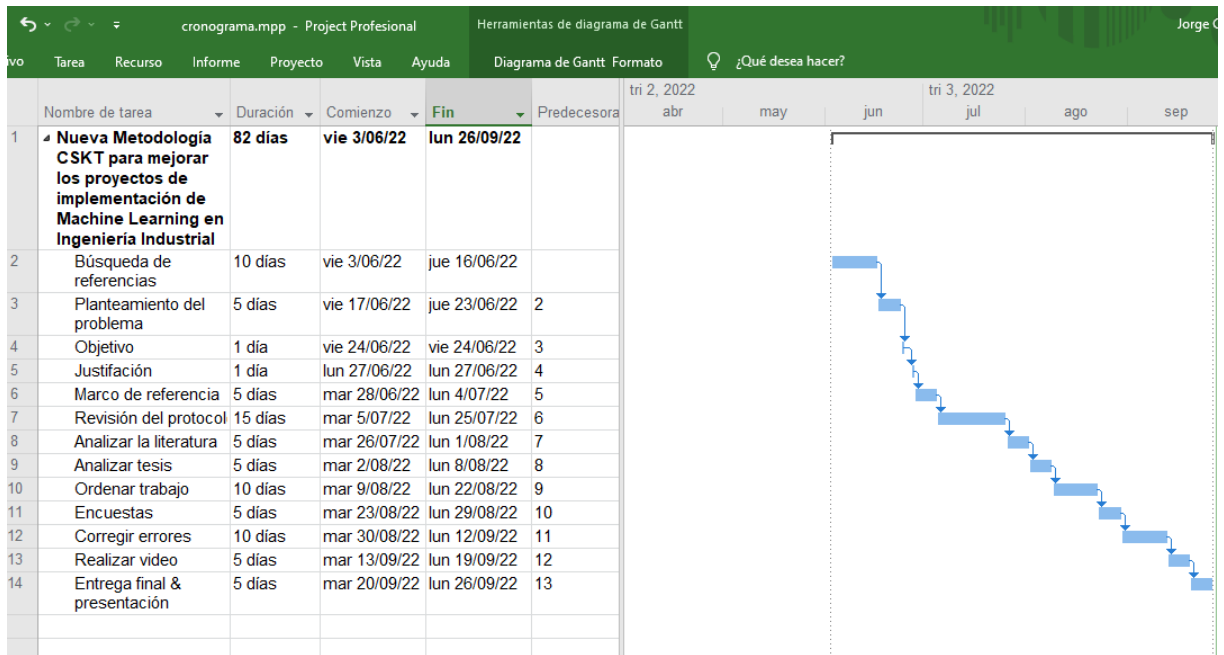 cronograma.mpp - Project Profesional Herramientas de diagrama de Gantt Jorge
ivo Tarea Recurso Informe Proyecto Vista Ayuda Diagrama de Gantt Formato ¿Qué desea hacer?
tri 2, 2022 tri 3, 2022
Nombre de tarea Duración Comienzo Fin Predecesora abr may jun jul ago sep
1 Nueva Metodología 82 días vie 3/06/22 lun 26/09/22
CSKT para mejorar
los proyectos de
implementación de
Machine Learning en
Ingeniería Industrial
2 Búsqueda de 10 días vie 3/06/22 jue 16/06/22
referencias
3 Planteamiento del 5 días vie 17/06/22 jue 23/06/22 2
problema
4 Objetivo 1 día vie 24/06/22 vie 24/06/22 3
5 Justifación 1 día lun 27/06/22 lun 27/06/22 4
6 Marco de referencia 5 días mar 28/06/22 lun 4/07/22 5
7 Revisión del protocol 15 días mar 5/07/22 lun 25/07/22 6
8 Analizar la literatura 5 días mar 26/07/22 lun 1/08/22 7
9 Analizar tesis 5 días mar 2/08/22 lun 8/08/22 8
10 Ordenar trabajo 10 días mar 9/08/22 lun 22/08/22 9
11 Encuestas 5 días mar 23/08/22 lun 29/08/22 10
12 Corregir errores 10 días mar 30/08/22 lun 12/09/22 11
13 Realizar video 5 días mar 13/09/22 lun 19/09/22 12
14 Entrega final & 5 días mar 20/09/22 lun 26/09/22 13
presentación